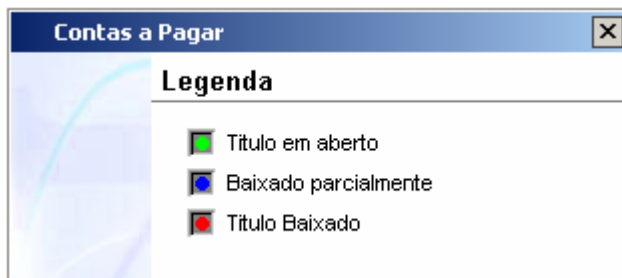 Contas a Pagar
Legenda
Titulo em aberto
Baixado parcialmente
Titulo Baixado